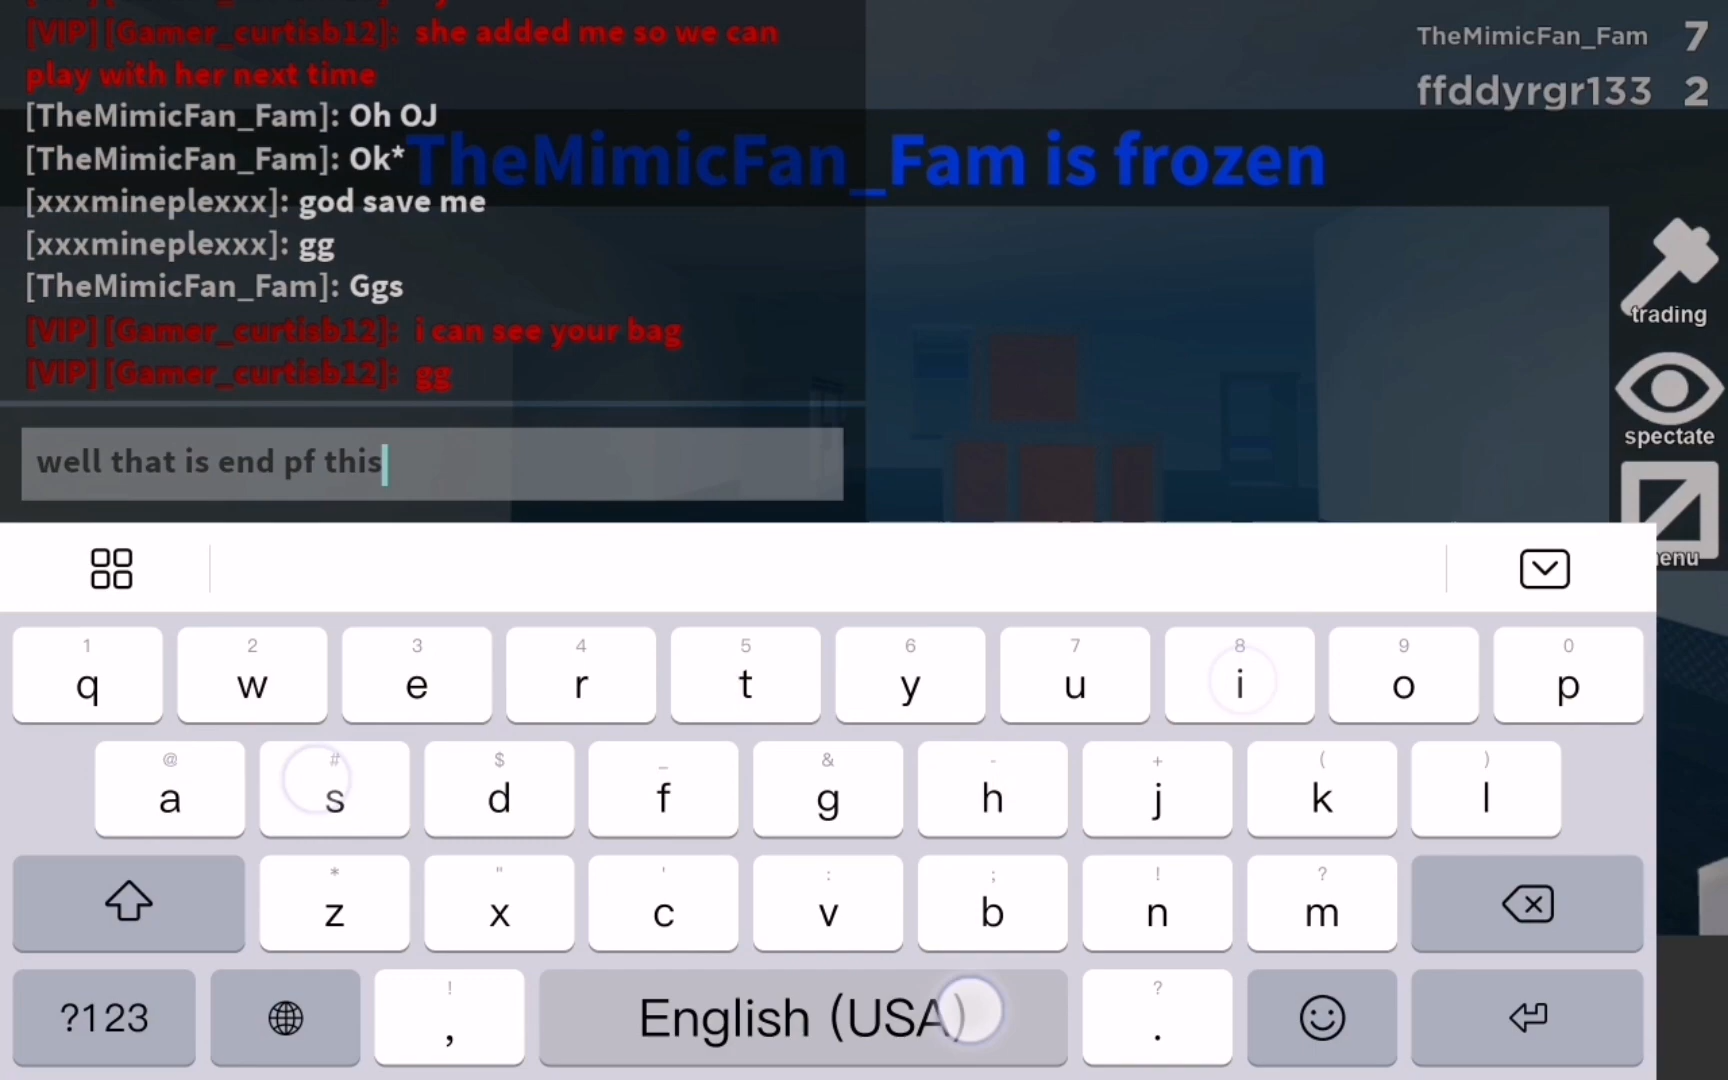 [VIP] [Gamer_curtisb12]: she added me so we can
play with her next time
[TheMimicFan_Fam]: Oh OJ
[TheMimicFan_Fam]: Ok*
[xxxmineplexxx]: god save me
[xxxmineplexxx]: gg
[TheMimicFan_Fam]: Ggs
[VIP] [Gamer_curtisb12]: i can see your bag
[VIP] [Gamer_curtisb12]: gg
well that is end pf this
TheMimicFan_Fam is frozen
TheMimicFan_Fam 7
ffddyrgr133 2
trading
spectate
enu
1 2 3 4 5 6 7 8 9 0
q w e r t y u i o p
@ # $ _ & - + ( )
a s d f g h j k l
* " ' : ; ! ?
z x c v b n m
! ?
?123 , English (USA) .